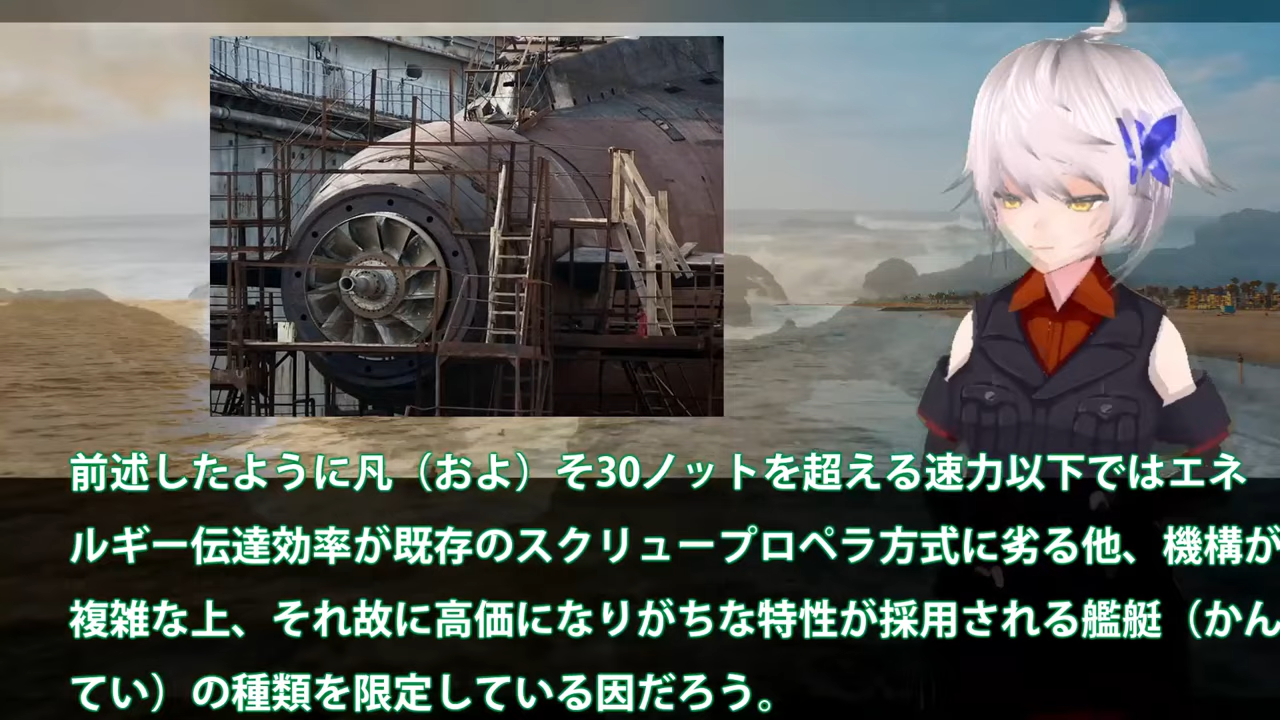 前述したように凡（およ）そ30ノットを超える速力以下ではエネ
ルギー伝達効率が既存のスクリュープロペラ方式に劣る他、機構が
複雑な上、それ故に高価になりがちな特性が採用される艦艇（かん
てい）の種類を限定している因だろう。